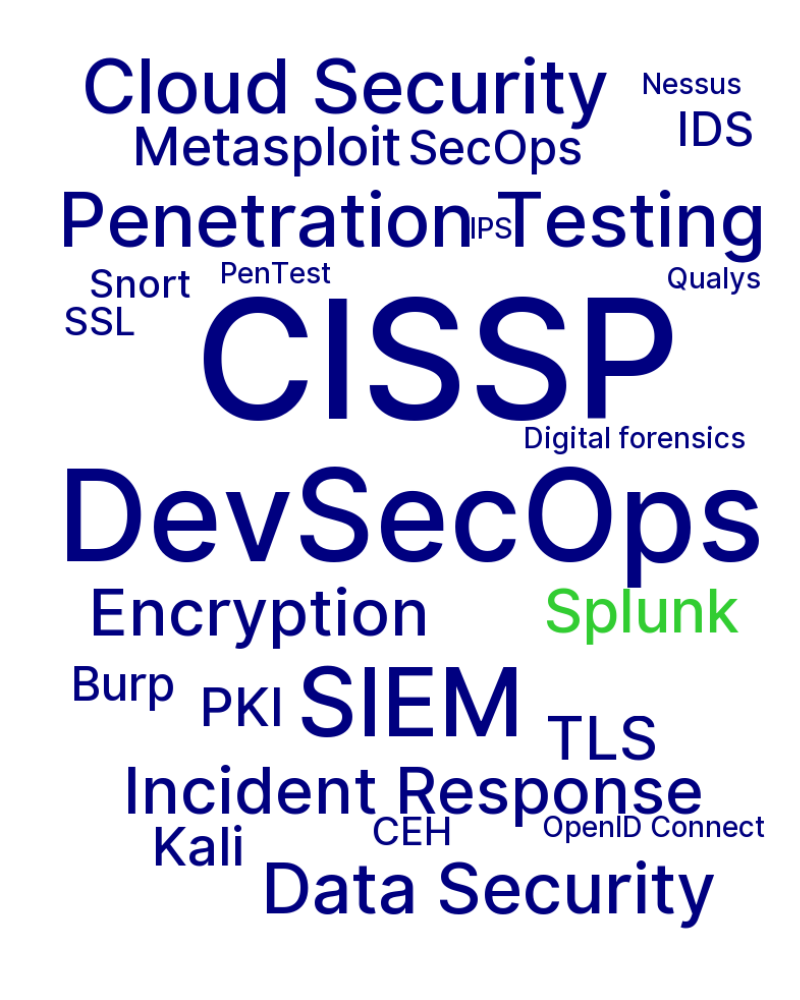 Cloud Security
Nessus
IDS
Metasploit
SecOps
Penetration Testing
IPS
PenTest
Snort
Qualys
SSL
CISSP
Digital forensics
DevSecOps
Encryption
Splunk
Burp
PKI
SIEM
TLS
Incident Response
CEH
OpenID Connect
Kali
Data Security